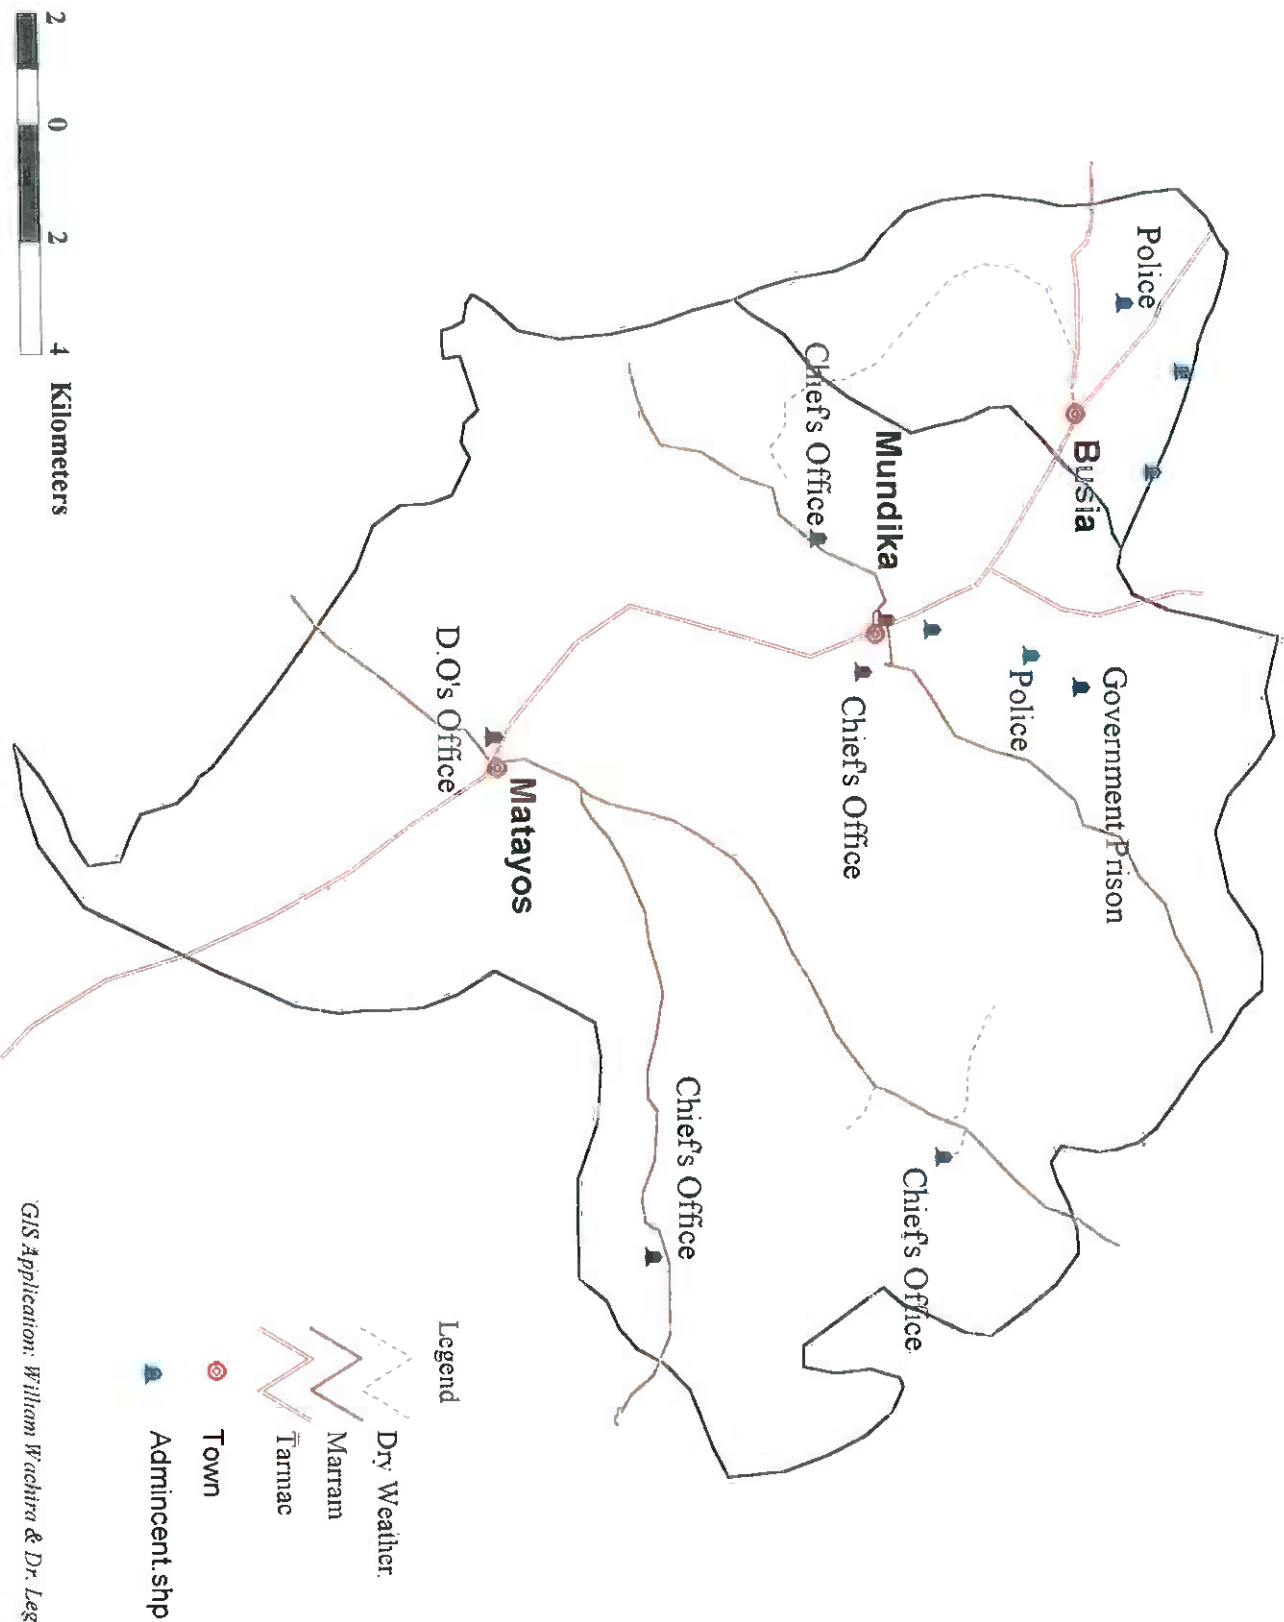 Police
Busia
Chief's Office
Mundika
Government Prison
Police
Chief's Office
D.O's Office
Matayos
Chief's Office
Chief's Office
2 0 2 4 Kilometers
Legend
Dry Weather.
Marram
Tarmac
Town
Admincent.shp
GIS Application: William Wachira & Dr. Leg